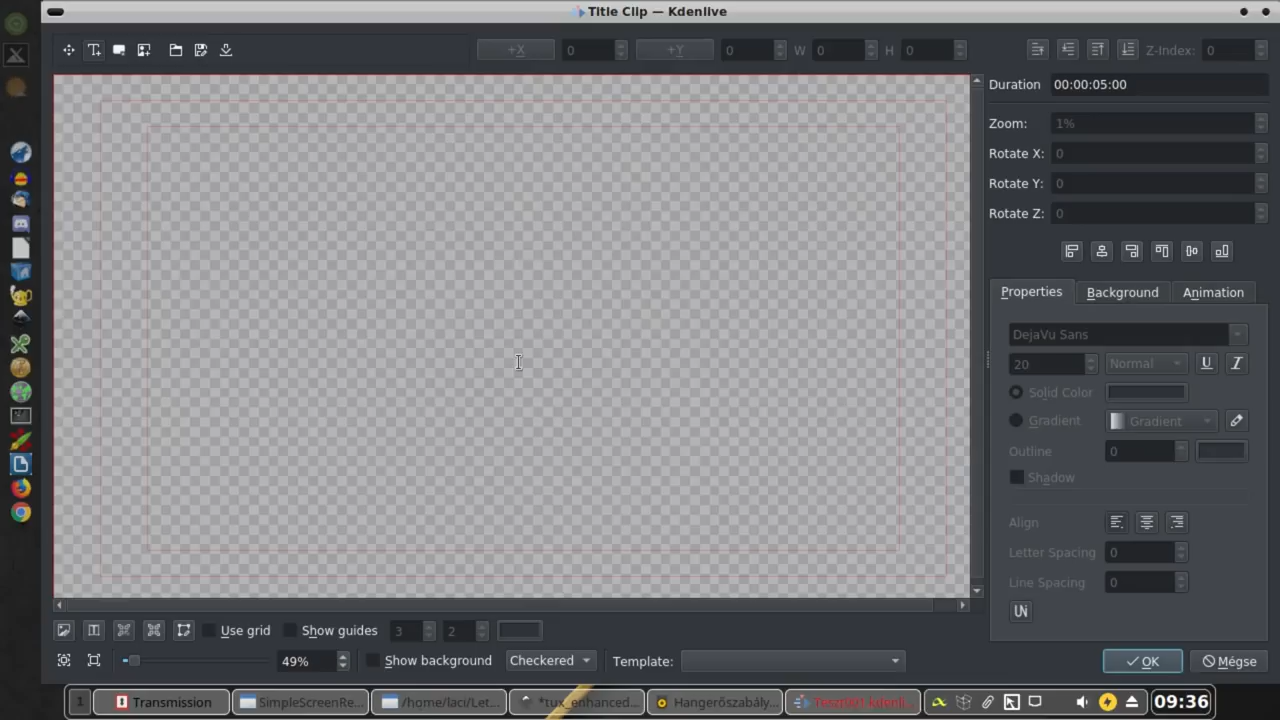 Title Clip — Kdenlive
+X 0 +Y 0 W 0 H 0 Z-Index: 0
Duration 00:00:05:00
Zoom: 1%
Rotate X: 0
Rotate Y: 0
Rotate Z: 0
Properties Background Animation
DejaVu Sans
20 Normal U I
Solid Color
Gradient Gradient
Outline 0
Shadow
Align
Letter Spacing 0
Line Spacing 0
Use grid Show guides 3 2
49% Show background Checkered Template: OK Mégse
1 Transmission SimpleScreenRe... /home/laci/Let... *tux_enhanced... Hangerőszabály... 09:36